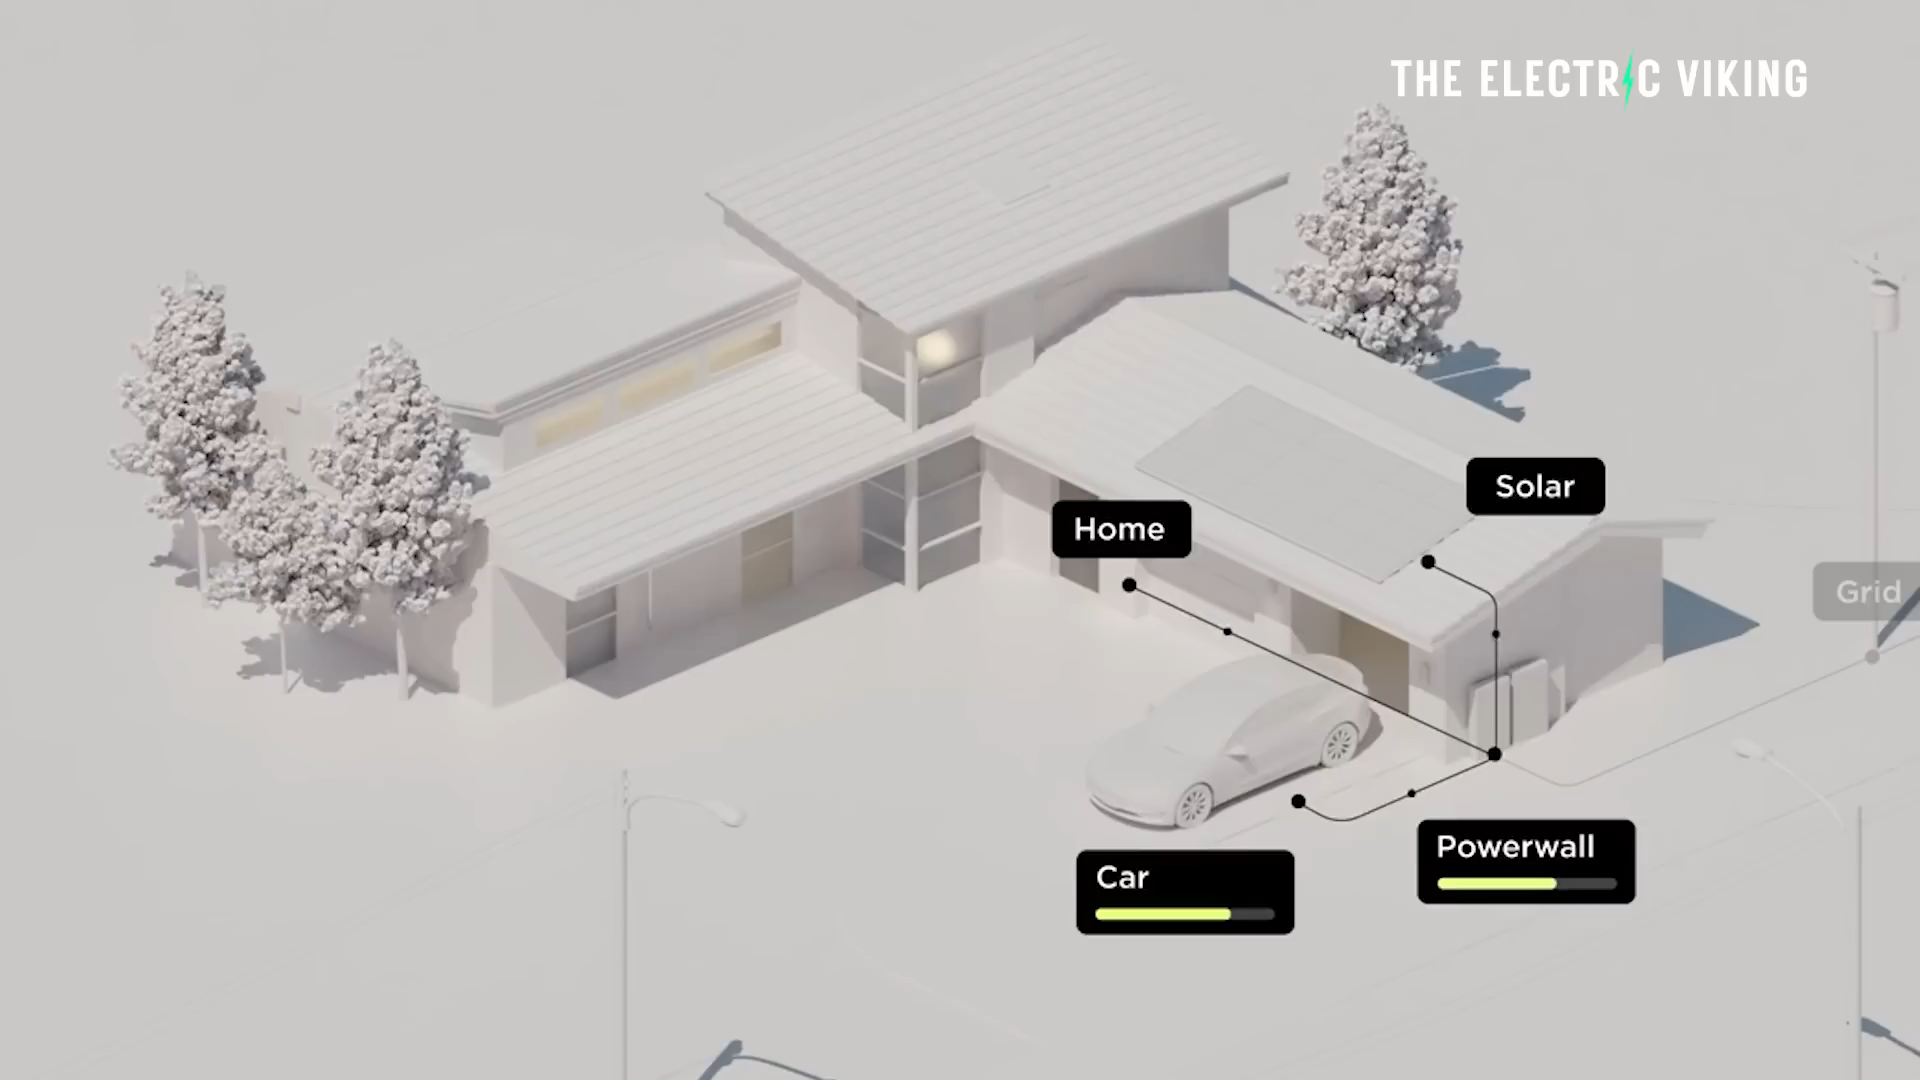 THE ELECTRIC VIKING
Solar
Home
Grid
Powerwall
Car